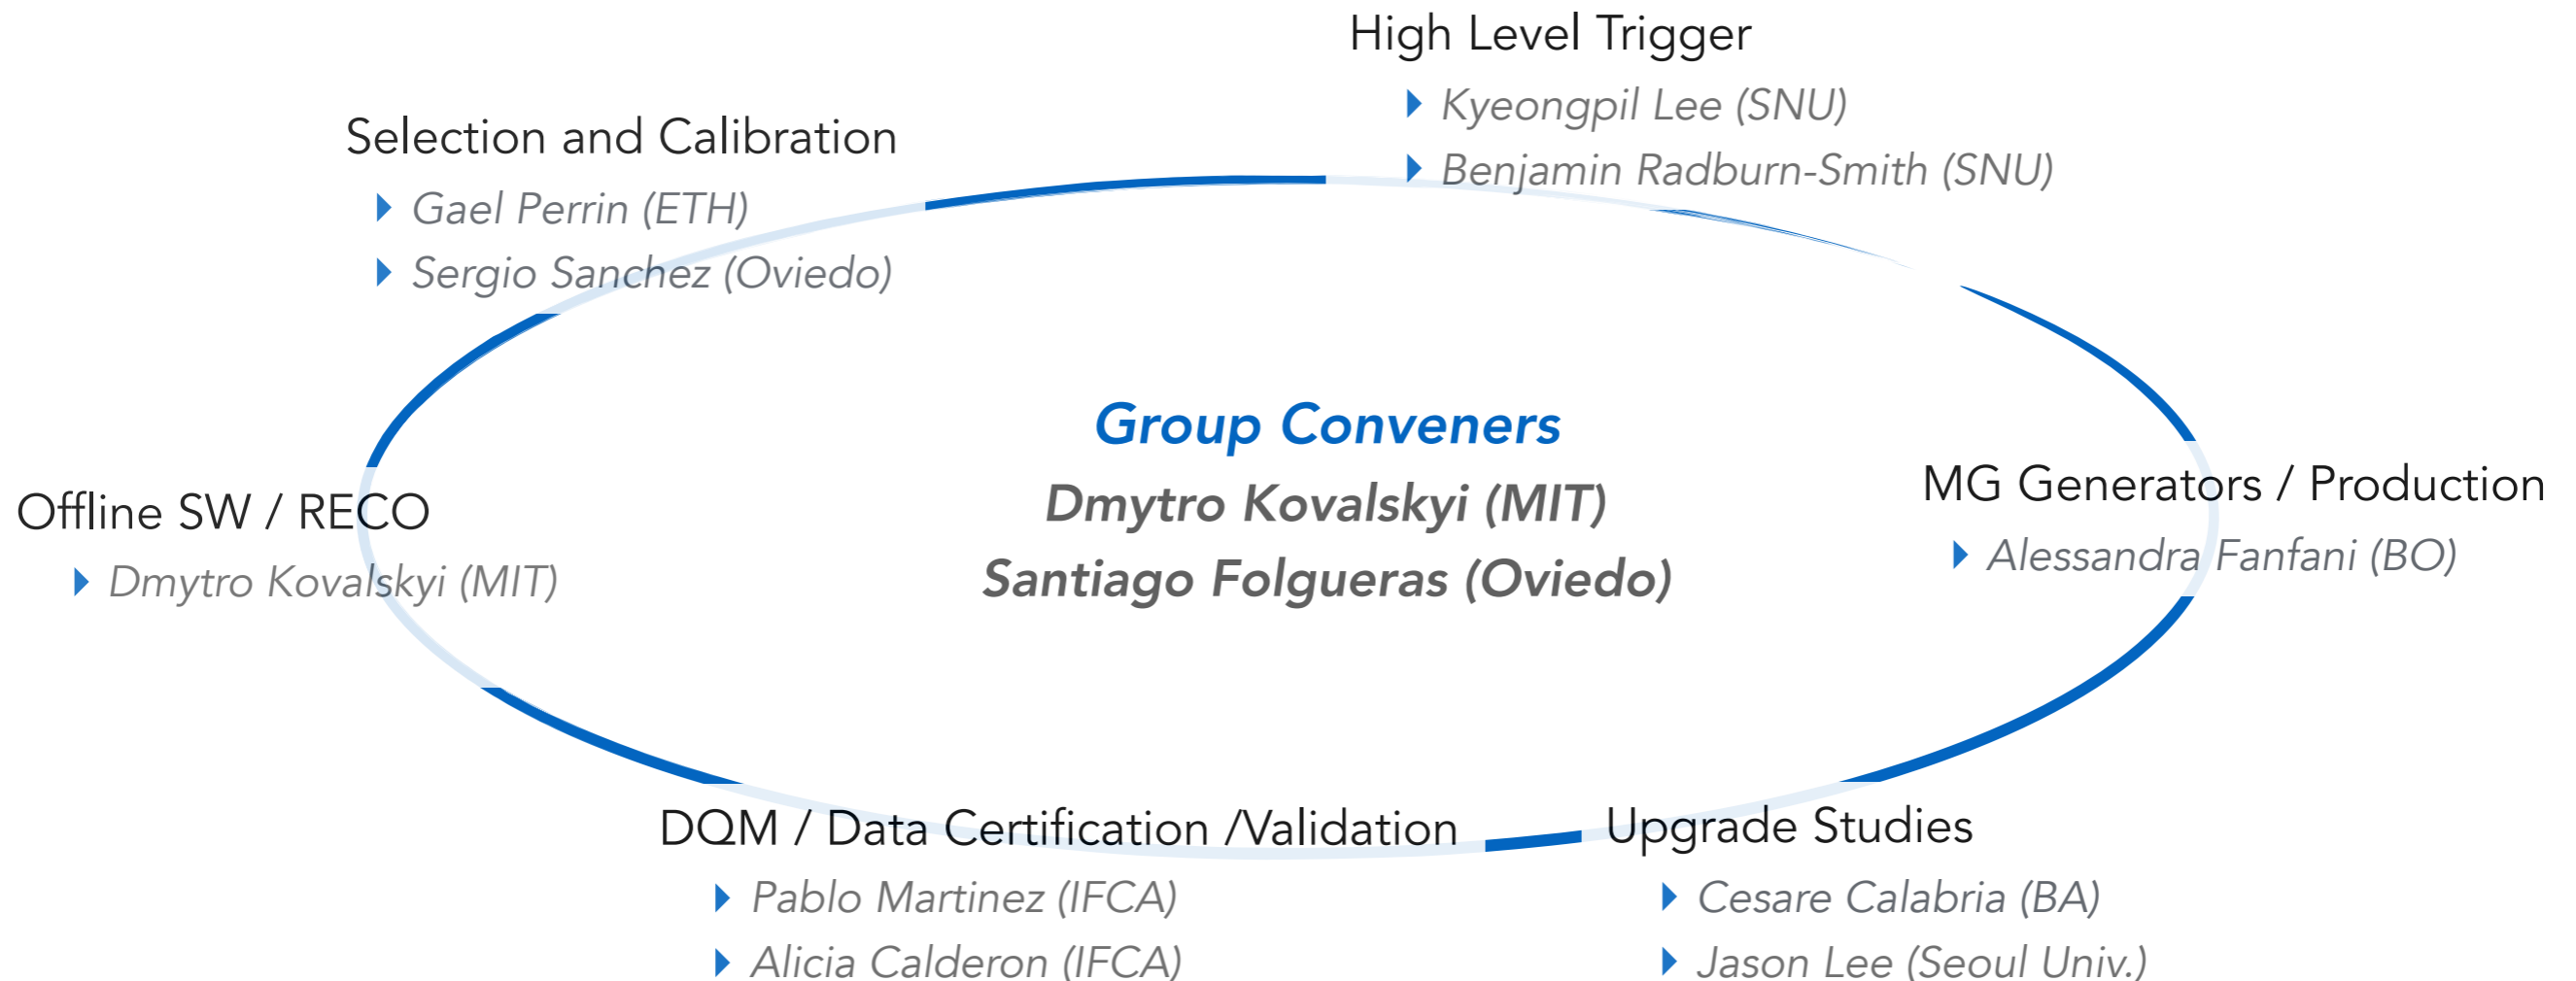 High Level Trigger
Kyeongpil Lee (SNU)
Benjamin Radburn-Smith (SNU)
Selection and Calibration
Gael Perrin (ETH)
Sergio Sanchez (Oviedo)
Group Conveners
Dmytro Kovalskyi (MIT)
Santiago Folgueras (Oviedo)
Offline SW / RECO
Dmytro Kovalskyi (MIT)
MG Generators / Production
Alessandra Fanfani (BO)
DQM / Data Certification /Validation
Pablo Martinez (IFCA)
Alicia Calderon (IFCA)
Upgrade Studies
Cesare Calabria (BA)
Jason Lee (Seoul Univ.)